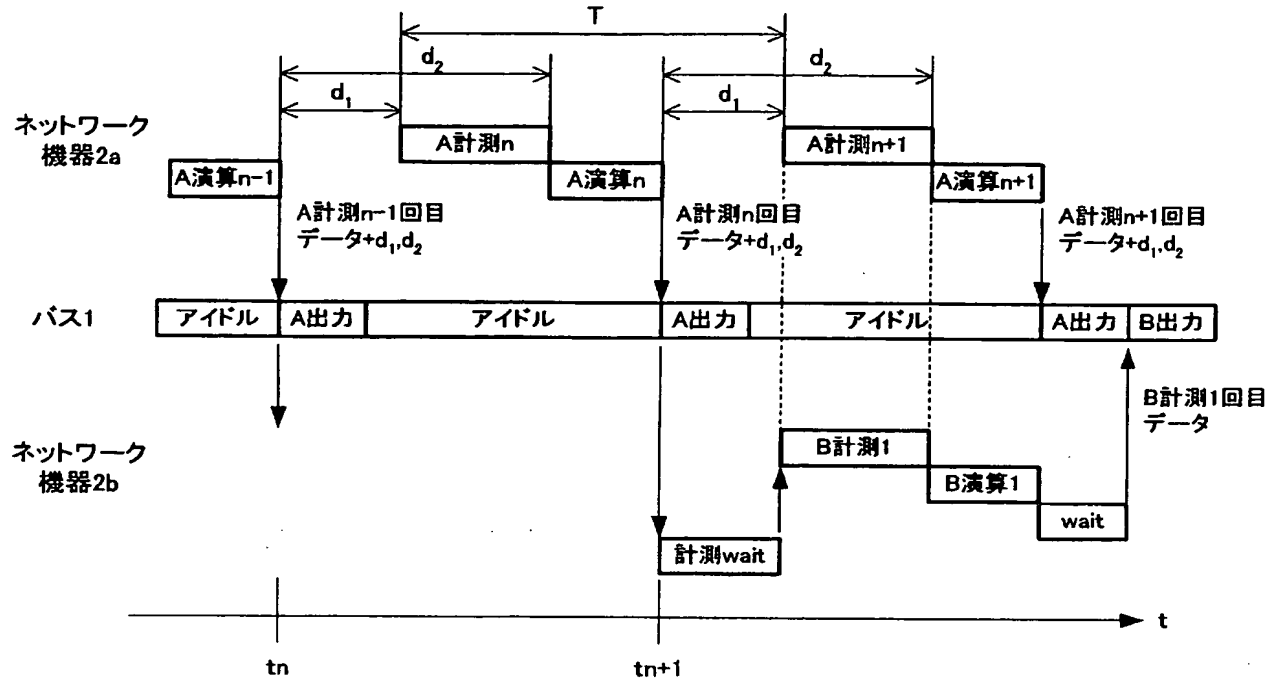 T
d₂
d₂
d₁
d₁
ネットワーク
機器2a
A計測n
A計測n+1
A演算n-1
A演算n
A演算n+1
A計測n-1回目
データ+d₁,d₂
A計測n回目
データ+d₁,d₂
A計測n+1回目
データ+d₁,d₂
バス1
アイドル
A出力
アイドル
A出力
アイドル
A出力
B出力
B計測1回目
データ
ネットワーク
機器2b
B計測1
B演算1
wait
計測wait
t
tn
tn+1